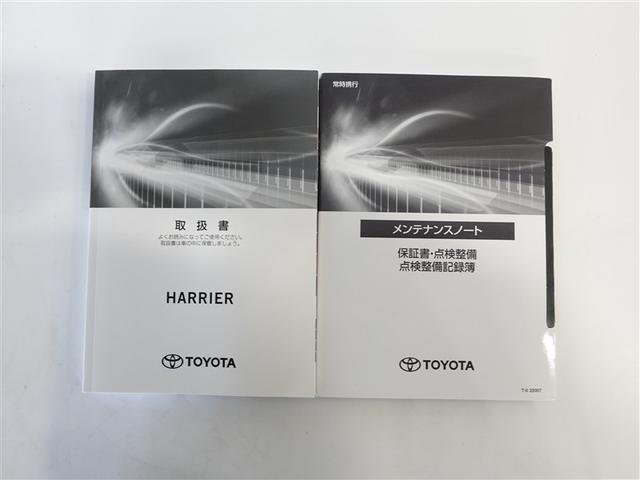 取扱書
よくお読みになってご使用ください。
取扱書は車の中に保管しましょう。
HARRIER
TOYOTA
常時携行
メンテナンスノート
保証書・点検整備
点検整備記録簿
TOYOTA